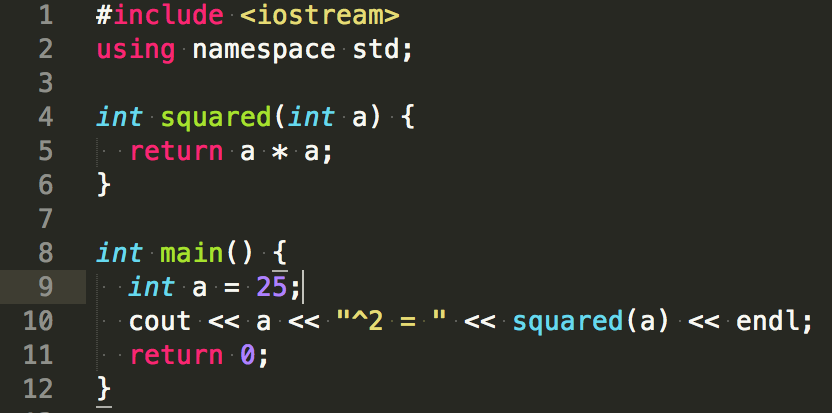 1 #include <iostream>
2 using namespace std;
3
4 int squared(int a) {
5   return a * a;
6 }
7
8 int main() {
9   int a = 25;
10   cout << a << "^2 = " << squared(a) << endl;
11   return 0;
12 }